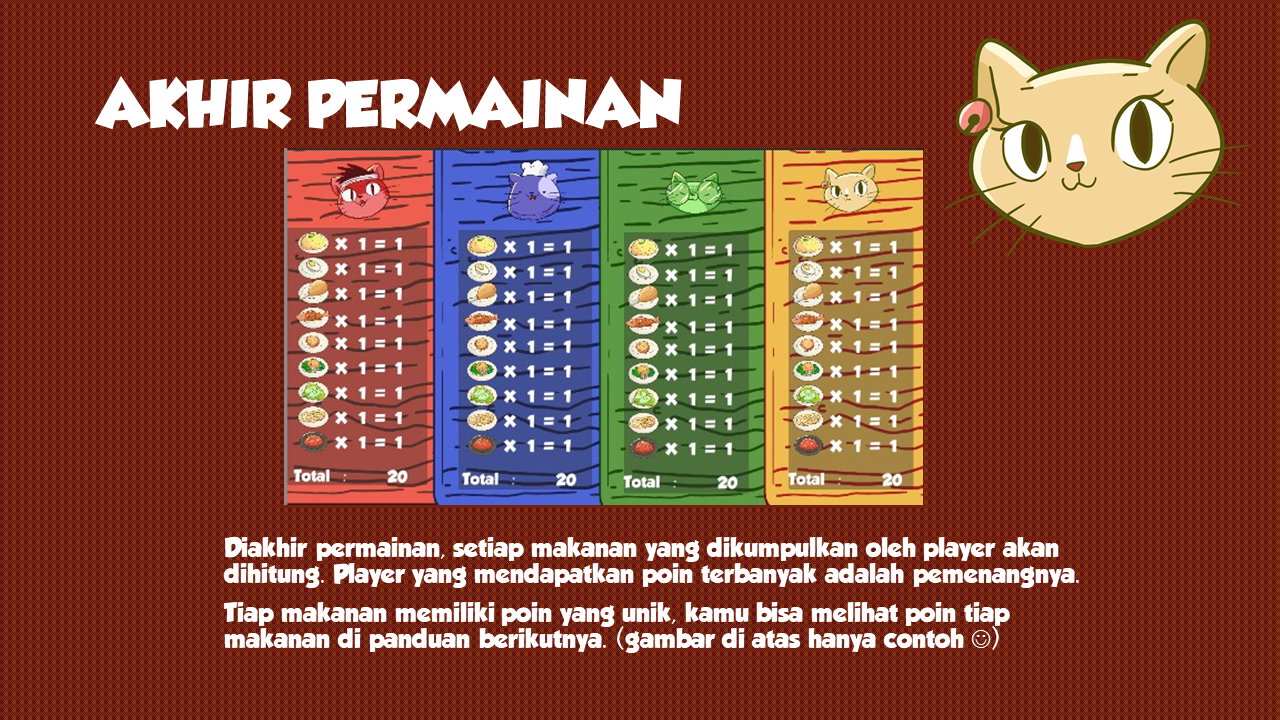 AKHIR PERMAINAN
× 1 = 1 × 1 = 1 × 1 = 1 × 1 = 1
× 1 = 1 × 1 = 1 × 1 = 1 × 1 = 1
× 1 = 1 × 1 = 1 × 1 = 1 × 1 = 1
× 1 = 1 × 1 = 1 × 1 = 1 × 1 = 1
× 1 = 1 × 1 = 1 × 1 = 1 × 1 = 1
× 1 = 1 × 1 = 1 × 1 = 1 × 1 = 1
× 1 = 1 × 1 = 1 × 1 = 1 × 1 = 1
× 1 = 1 × 1 = 1 × 1 = 1 × 1 = 1
× 1 = 1 × 1 = 1 × 1 = 1 × 1 = 1
Total : 20 Total : 20 Total : 20 Total : 20
Diakhir permainan, setiap makanan yang dikumpulkan oleh player akan
dihitung. Player yang mendapatkan poin terbanyak adalah pemenangnya.
Tiap makanan memiliki poin yang unik, kamu bisa melihat poin tiap
makanan di panduan berikutnya. (gambar di atas hanya contoh ☺)